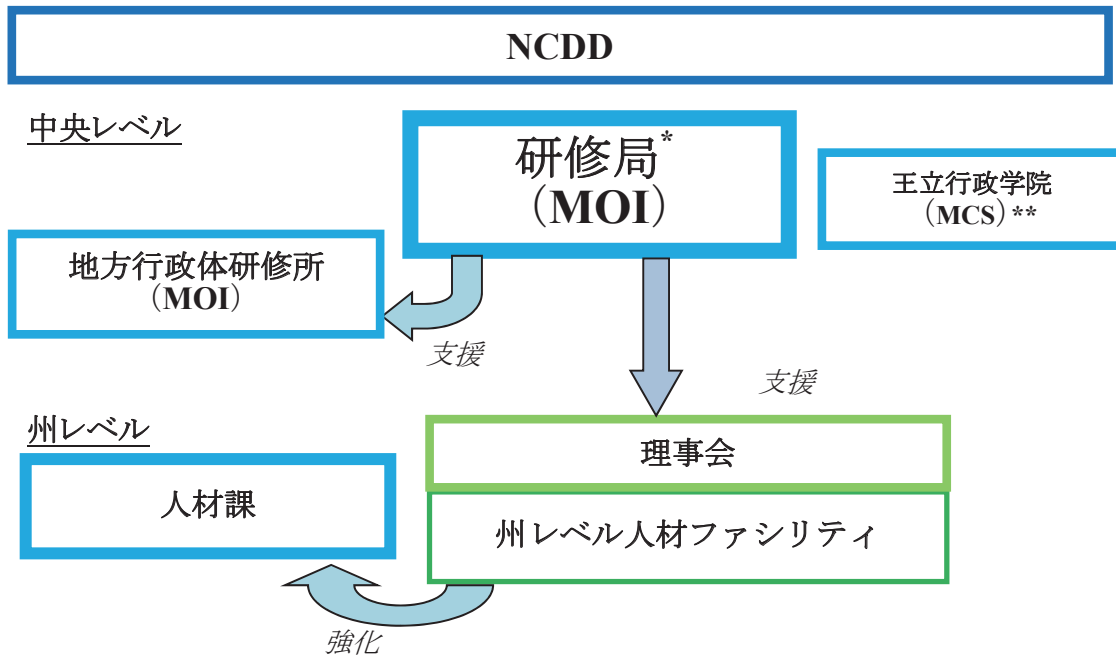 NCDD
中央レベル
研修局*
（MOI）
王立行政学院
（MCS）**
地方行政体研修所
（MOI）
支援
支援
州レベル
理事会
人材課
州レベル人材ファシリティ
強化